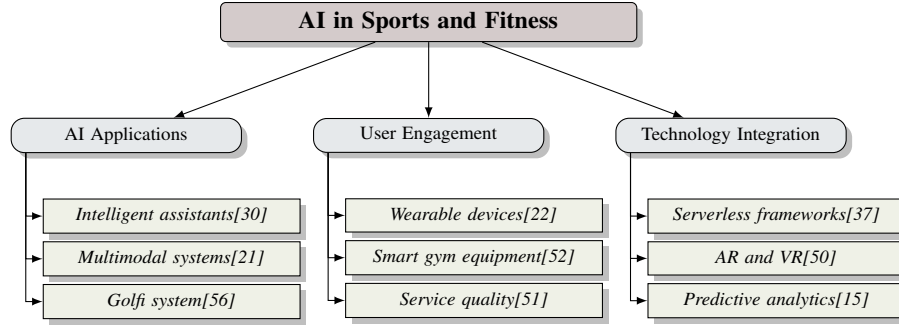 AI in Sports and Fitness
AI Applications
Intelligent assistants[30]
Multimodal systems[21]
Golfi system[56]
User Engagement
Wearable devices[22]
Smart gym equipment[52]
Service quality[51]
Technology Integration
Serverless frameworks[37]
AR and VR[50]
Predictive analytics[15]